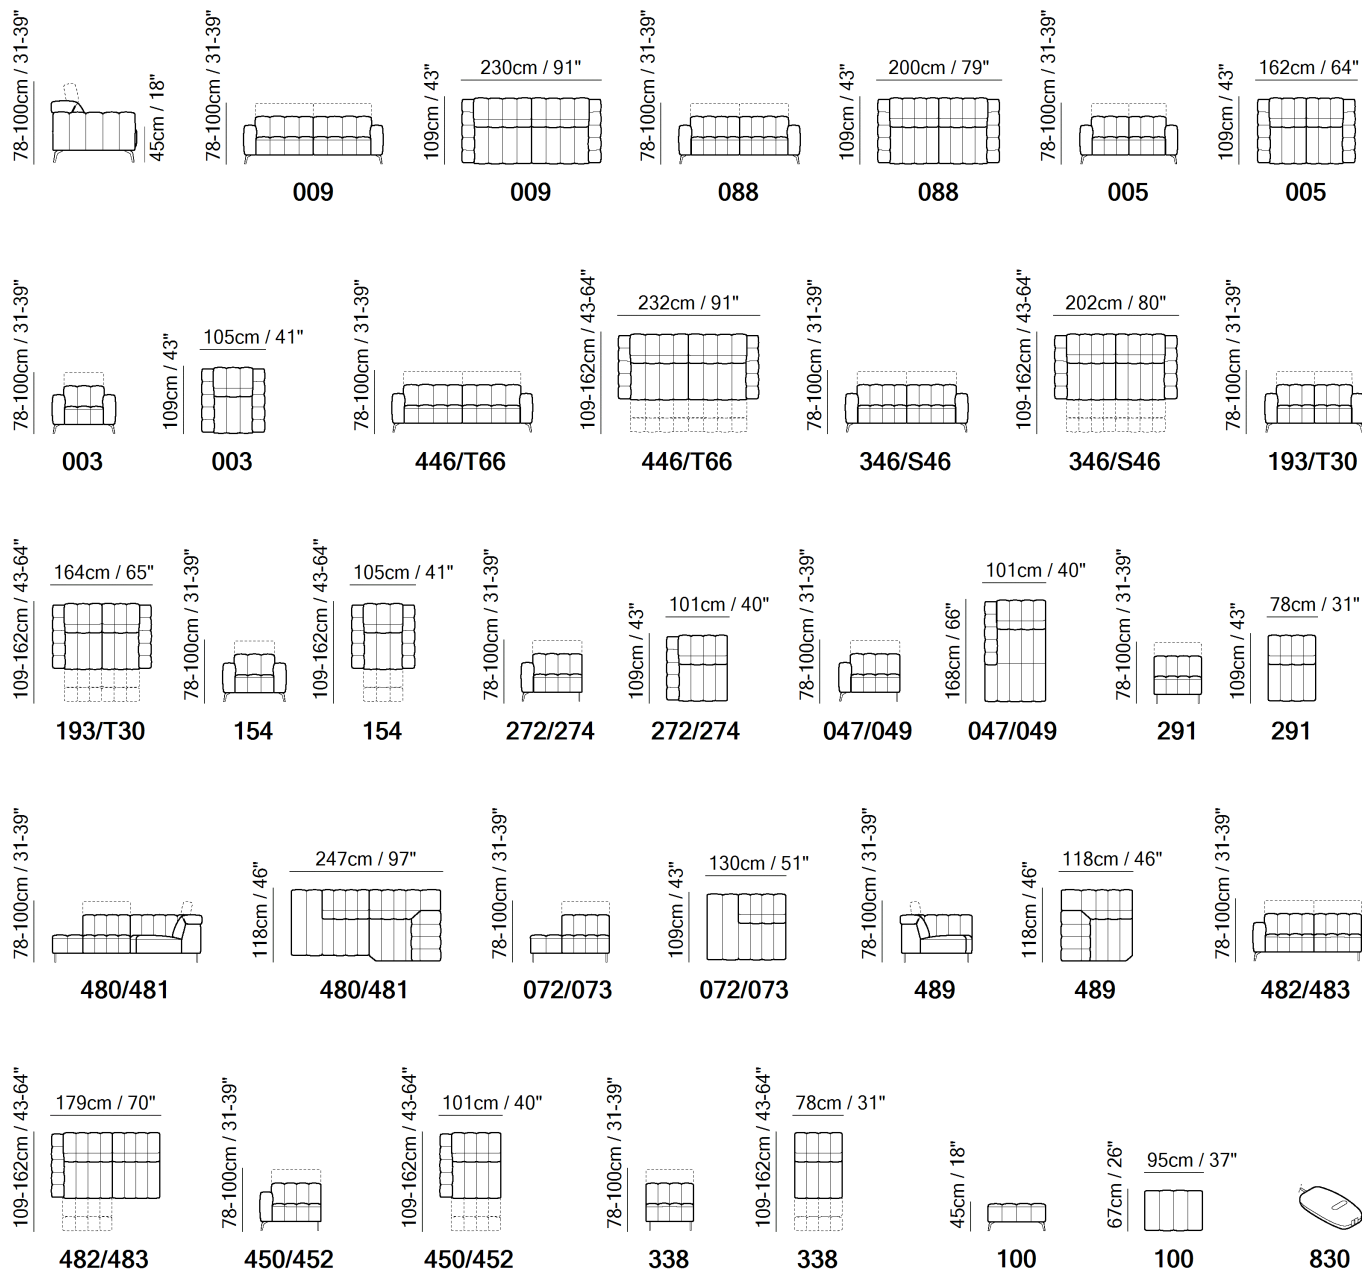 78-100cm / 31-39"
45cm / 18"
78-100cm / 31-39"
009
109cm / 43"
230cm / 91"
009
78-100cm / 31-39"
088
109cm / 43"
200cm / 79"
088
78-100cm / 31-39"
005
109cm / 43"
162cm / 64"
005
78-100cm / 31-39"
003
109cm / 43"
105cm / 41"
003
78-100cm / 31-39"
446/T66
109-162cm / 43-64"
232cm / 91"
446/T66
78-100cm / 31-39"
346/S46
109-162cm / 43-64"
202cm / 80"
346/S46
78-100cm / 31-39"
193/T30
109-162cm / 43-64"
164cm / 65"
193/T30
78-100cm / 31-39"
154
109-162cm / 43-64"
105cm / 41"
154
78-100cm / 31-39"
272/274
109cm / 43"
101cm / 40"
272/274
78-100cm / 31-39"
047/049
168cm / 66"
101cm / 40"
047/049
78-100cm / 31-39"
291
109cm / 43"
78cm / 31"
291
78-100cm / 31-39"
480/481
118cm / 46"
247cm / 97"
480/481
78-100cm / 31-39"
072/073
109cm / 43"
130cm / 51"
072/073
78-100cm / 31-39"
489
118cm / 46"
118cm / 46"
489
78-100cm / 31-39"
482/483
109-162cm / 43-64"
179cm / 70"
482/483
78-100cm / 31-39"
450/452
109-162cm / 43-64"
101cm / 40"
450/452
78-100cm / 31-39"
338
109-162cm / 43-64"
78cm / 31"
338
45cm / 18"
100
67cm / 26"
95cm / 37"
100
830